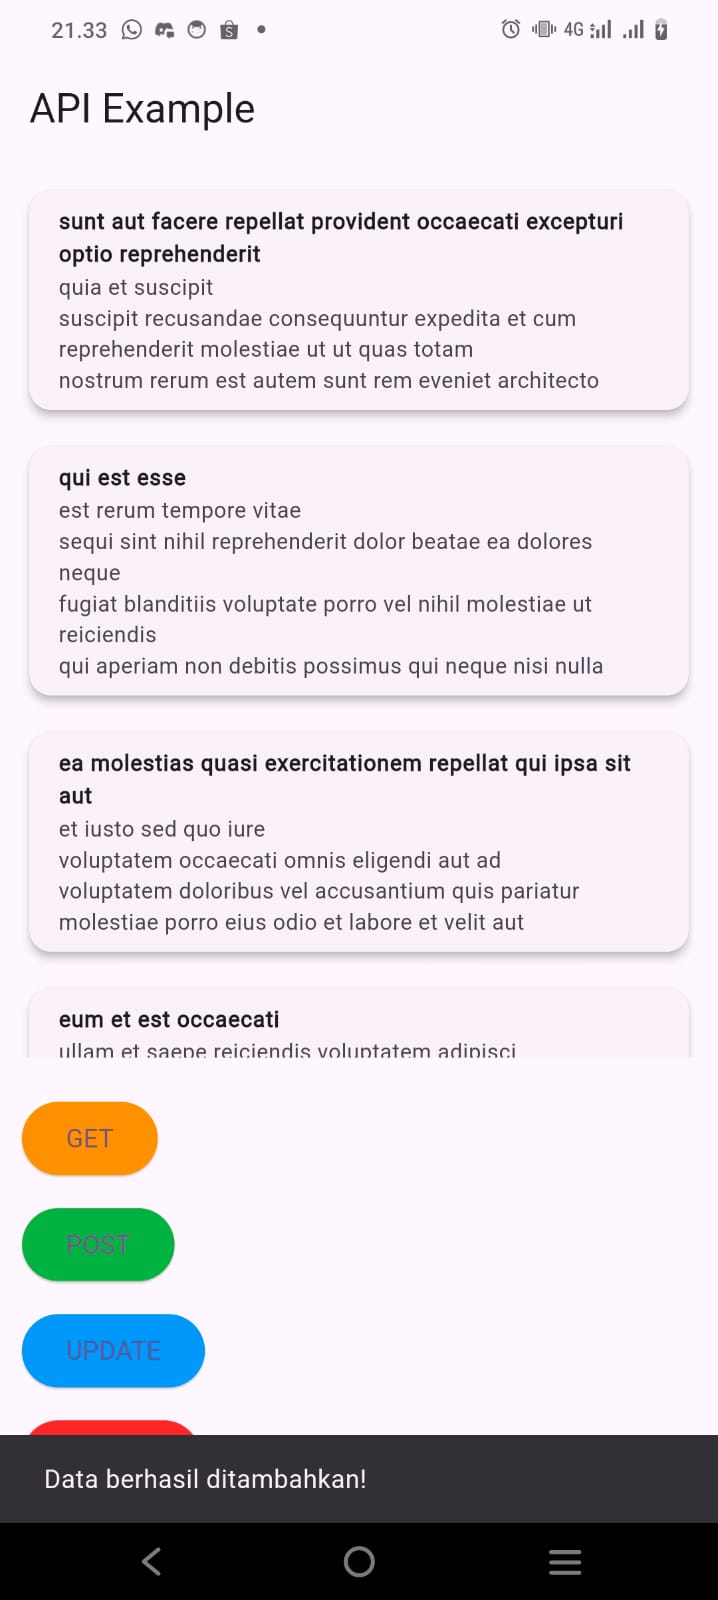 21.33
4G
API Example
sunt aut facere repellat provident occaecati excepturi
optio reprehenderit
quia et suscipit
suscipit recusandae consequuntur expedita et cum
reprehenderit molestiae ut ut quas totam
nostrum rerum est autem sunt rem eveniet architecto
qui est esse
est rerum tempore vitae
sequi sint nihil reprehenderit dolor beatae ea dolores
neque
fugiat blanditiis voluptate porro vel nihil molestiae ut
reiciendis
qui aperiam non debitis possimus qui neque nisi nulla
ea molestias quasi exercitationem repellat qui ipsa sit
aut
et iusto sed quo iure
voluptatem occaecati omnis eligendi aut ad
voluptatem doloribus vel accusantium quis pariatur
molestiae porro eius odio et labore et velit aut
eum et est occaecati
ullam et saepe reiciendis voluptatem adipisci
GET
POST
UPDATE
Data berhasil ditambahkan!